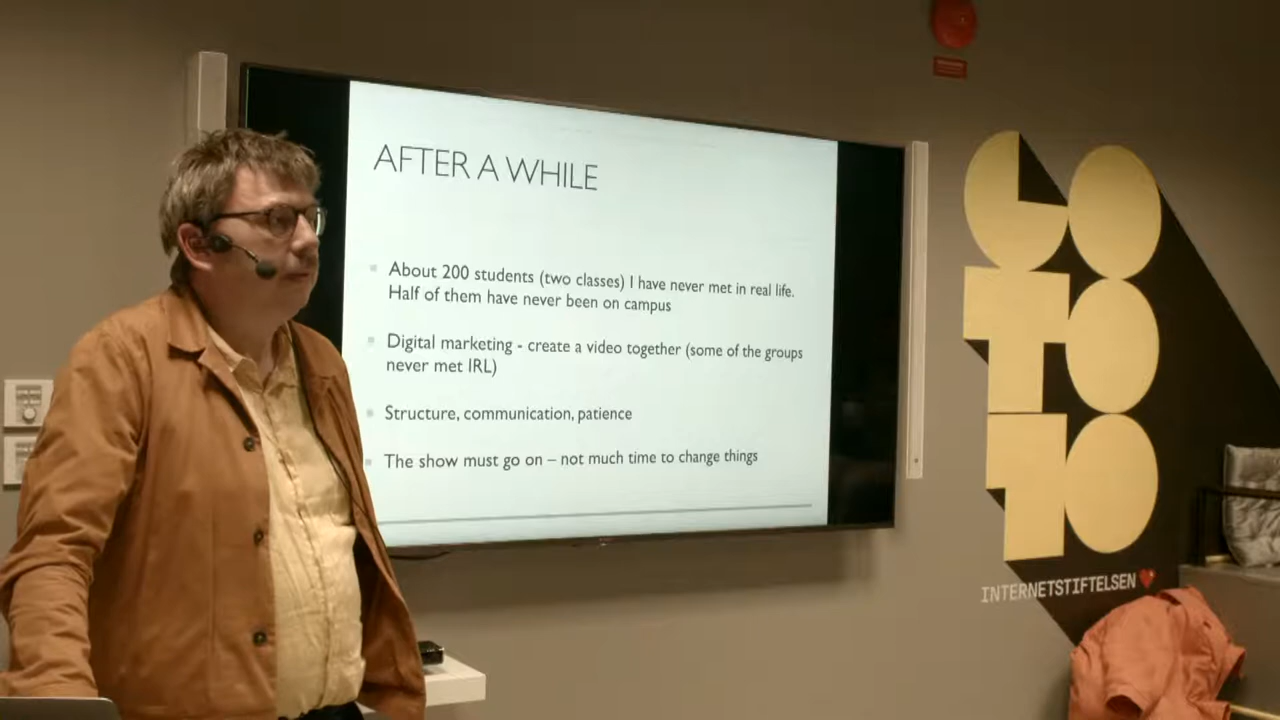 AFTER A WHILE
About 200 students (two classes) I have never met in real life.
Half of them have never been on campus
Digital marketing - create a video together (some of the groups
never met IRL)
Structure, communication, patience
The show must go on – not much time to change things
GOTO
10
INTERNETSTIFTELSEN